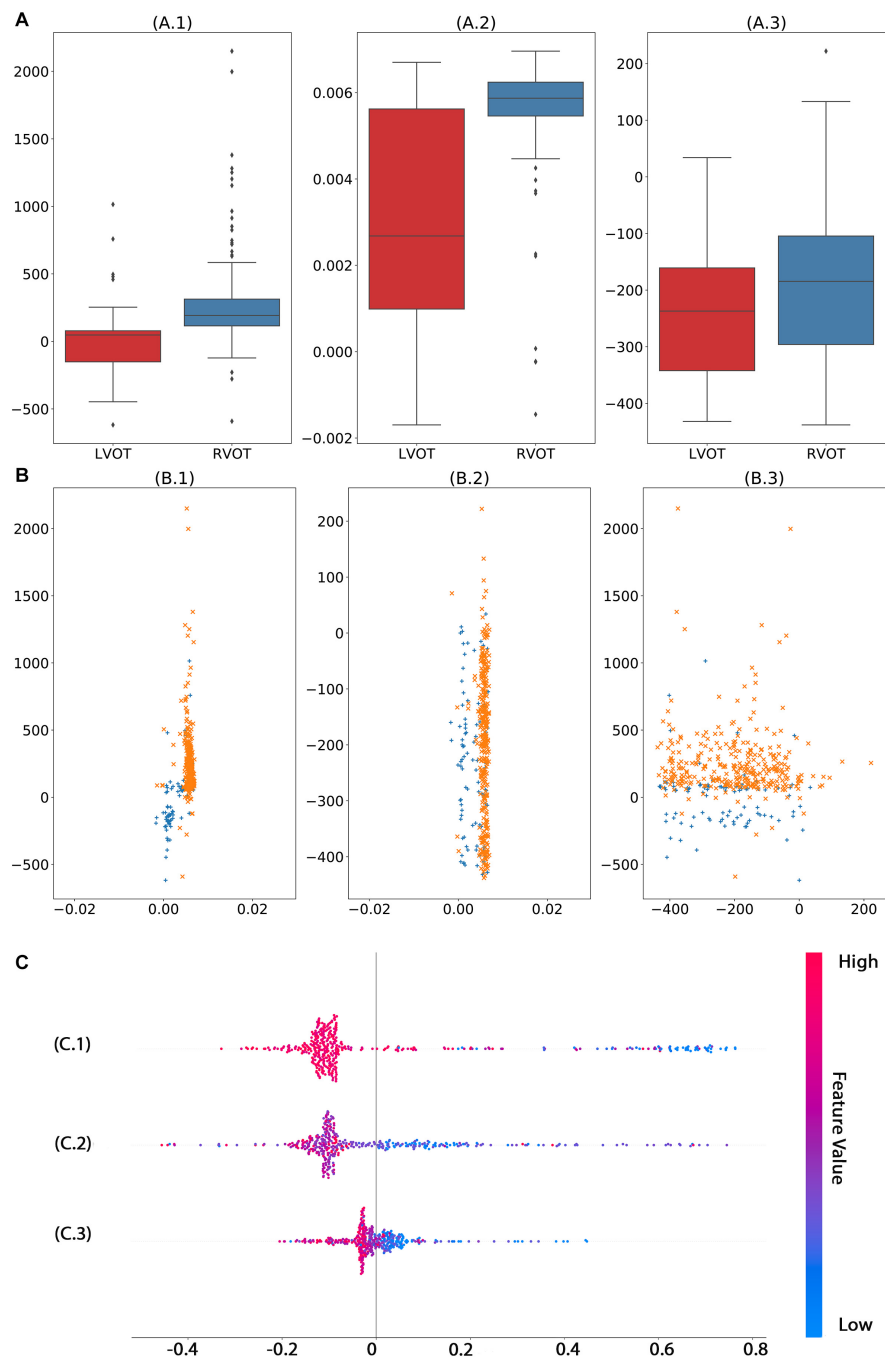 A
(A.1)
(A.2)
(A.3)
2000
1500
1000
500
0
−500
0.006
0.004
0.002
0.000
−0.002
200
100
0
−100
−200
−300
−400
LVOT
RVOT
LVOT
RVOT
LVOT
RVOT
B
(B.1)
(B.2)
(B.3)
2000
1500
1000
500
0
−500
200
100
0
−100
−200
−300
−400
2000
1500
1000
500
0
−500
−0.02
0.00
0.02
−0.02
0.00
0.02
−400
−200
0
200
C
High
(C.1)
(C.2)
(C.3)
Feature Value
Low
-0.4
-0.2
0
0.2
0.4
0.6
0.8